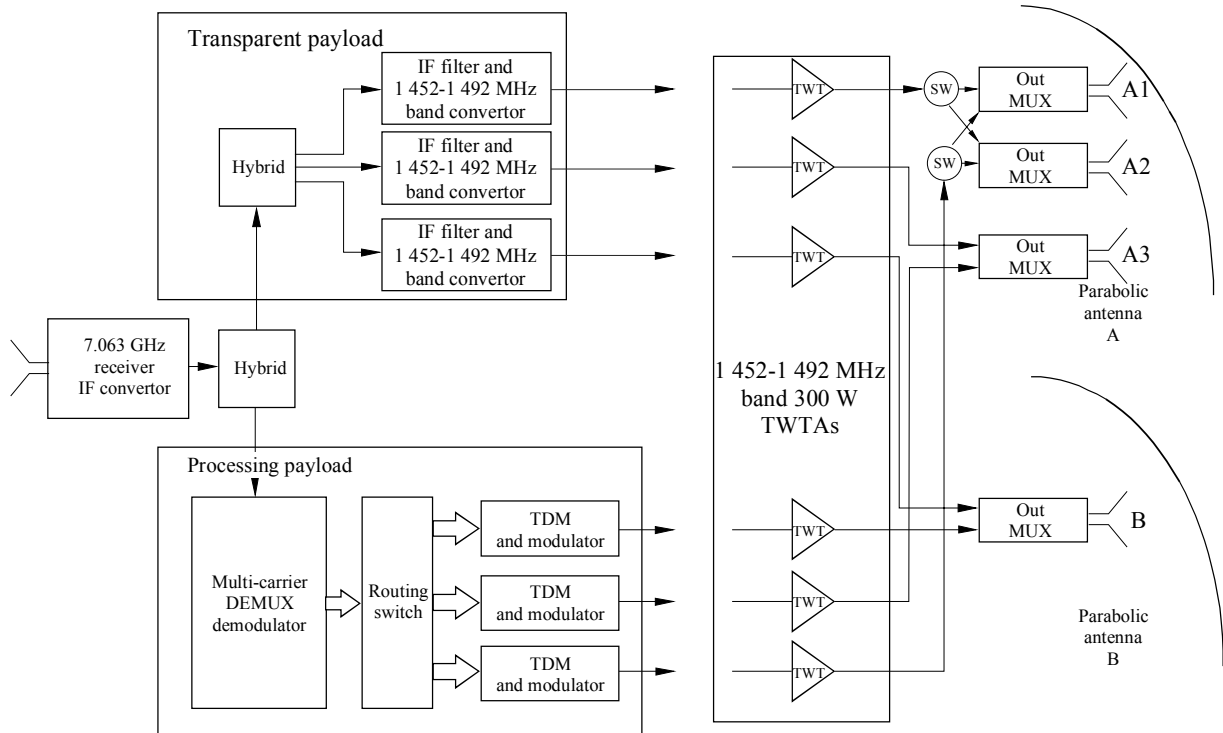 Transparent payload
IF filter and
1 452-1 492 MHz
band convertor
IF filter and
1 452-1 492 MHz
band convertor
IF filter and
1 452-1 492 MHz
band convertor
Hybrid
7.063 GHz
receiver
IF convertor
Hybrid
Processing payload
Multi-carrier
DEMUX
demodulator
Routing
switch
TDM
and modulator
TDM
and modulator
TDM
and modulator
TWT
TWT
TWT
1 452-1 492 MHz
band 300 W
TWTAs
TWT
TWT
TWT
SW
SW
Out
MUX
A1
Out
MUX
A2
Out
MUX
A3
Parabolic
antenna
A
Out
MUX
B
Parabolic
antenna
B